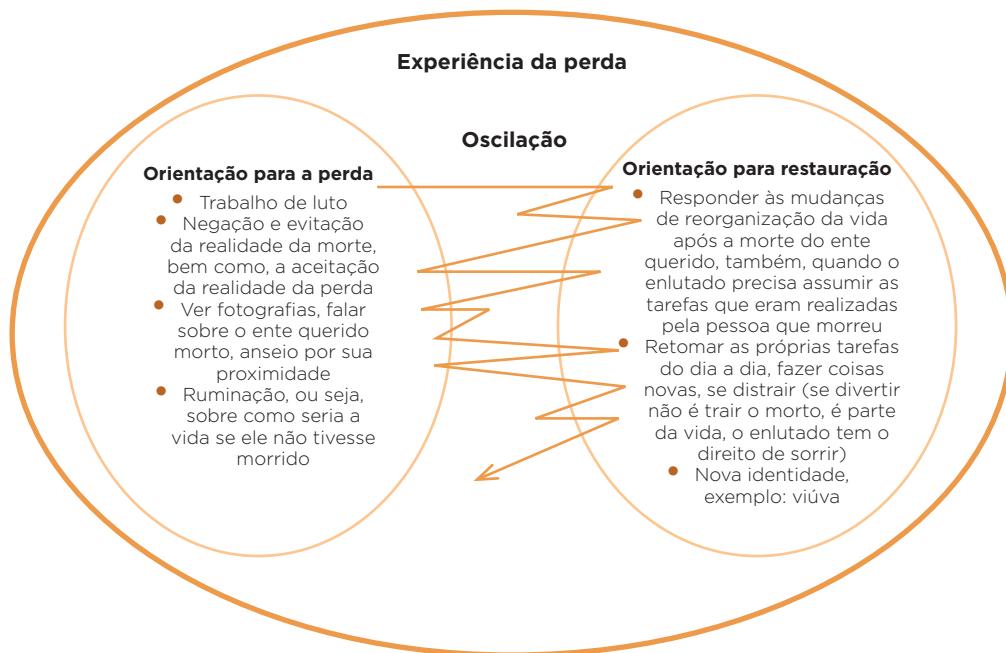 Experiência da perda
Oscilação
Orientação para a perda
• Trabalho de luto
• Negação e evitação
da realidade da morte,
bem como, a aceitação
da realidade da perda
• Ver fotografias, falar
sobre o ente querido
morto, anseio por sua
proximidade
• Ruminação, ou seja,
sobre como seria a
vida se ele não tivesse
morrido
Orientação para restauração
• Responder às mudanças
de reorganização da vida
após a morte do ente
querido, também, quando o
enlutado precisa assumir as
tarefas que eram realizadas
pela pessoa que morreu
• Retomar as próprias tarefas
do dia a dia, fazer coisas
novas, se distrair (se divertir
não é trair o morto, é parte
da vida, o enlutado tem o
direito de sorrir)
• Nova identidade,
exemplo: viúva